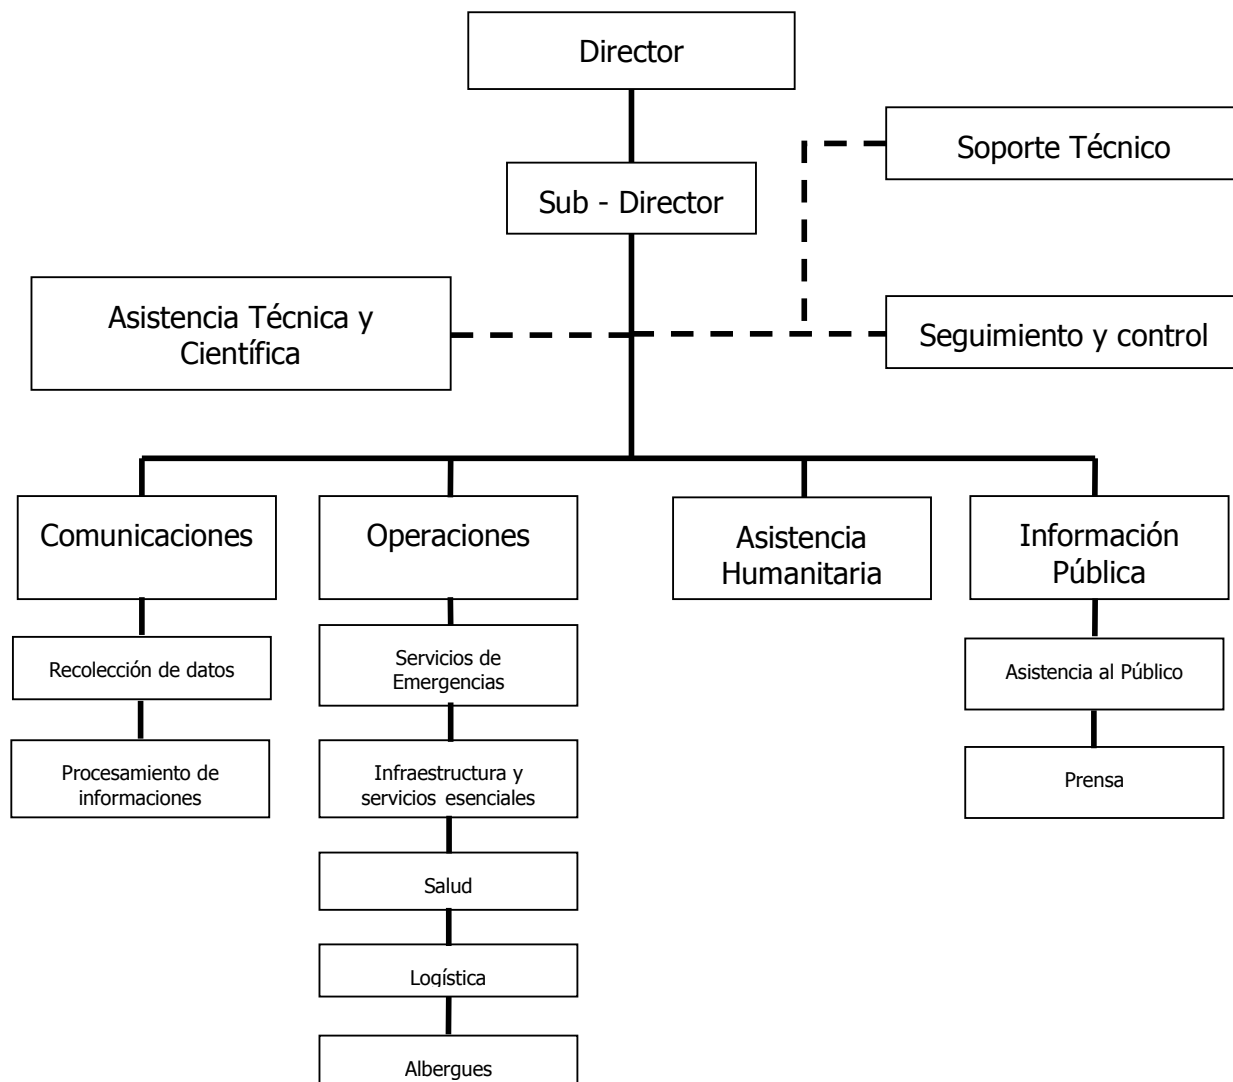 Director
Soporte Técnico
Sub - Director
Asistencia Técnica y
Científica
Seguimiento y control
Comunicaciones
Operaciones
Asistencia
Humanitaria
Información
Pública
Recolección de datos
Servicios de
Emergencias
Asistencia al Público
Procesamiento de
informaciones
Infraestructura y
servicios esenciales
Prensa
Salud
Logística
Albergues